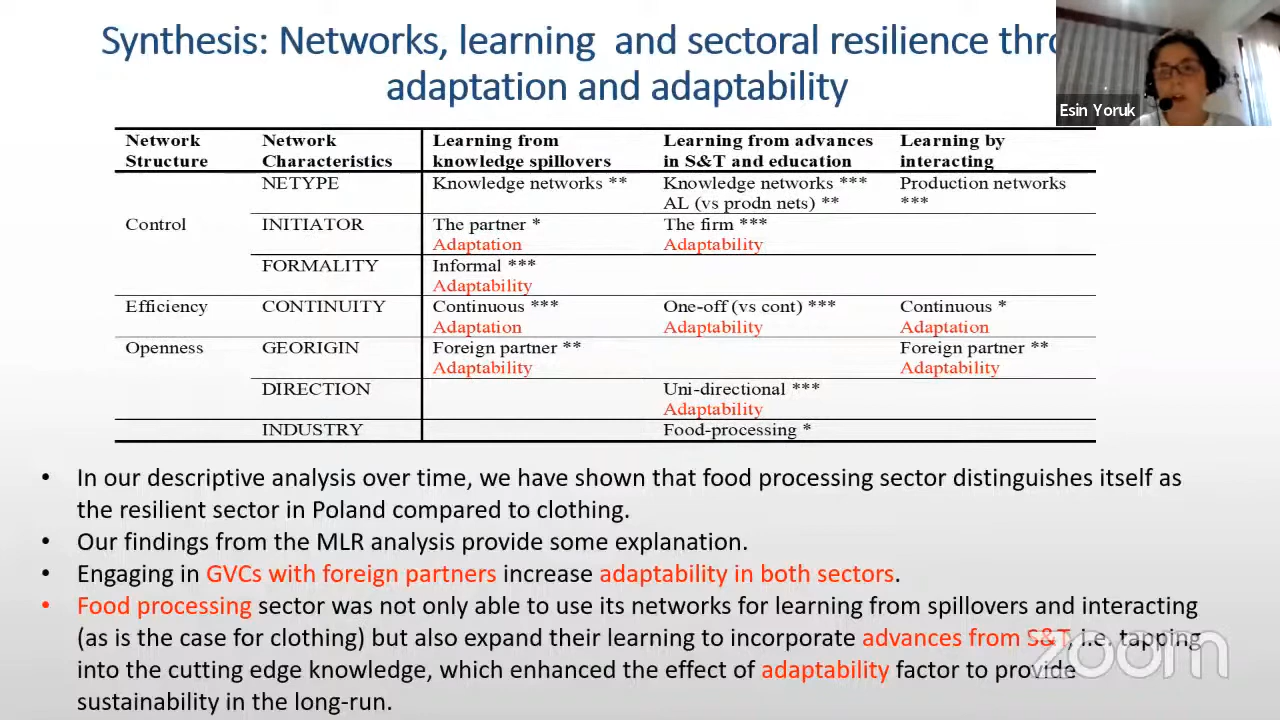 Synthesis: Networks, learning and sectoral resilience
adaptation and adaptability
Esin Yoruk
Network Structure | Network Characteristics | Learning from knowledge spillovers | Learning from advances in S&T and education | Learning by interacting
NETYPE | Knowledge networks ** | Knowledge networks *** AL (vs prodn nets) ** | Production networks ***
Control | INITIATOR | The partner * Adaptation | The firm *** Adaptability
FORMALITY | Informal *** Adaptability
Efficiency | CONTINUITY | Continuous *** Adaptation | One-off (vs cont) *** Adaptability | Continuous * Adaptation
Openness | GEORIGIN | Foreign partner ** Adaptability | Foreign partner ** Adaptability
DIRECTION | Uni-directional *** Adaptability
INDUSTRY | Food-processing *
• In our descriptive analysis over time, we have shown that food processing sector distinguishes itself as
the resilient sector in Poland compared to clothing.
• Our findings from the MLR analysis provide some explanation.
• Engaging in GVCs with foreign partners increase adaptability in both sectors.
• Food processing sector was not only able to use its networks for learning from spillovers and interacting
(as is the case for clothing) but also expand their learning to incorporate advances from S&T, i.e. tapping
into the cutting edge knowledge, which enhanced the effect of adaptability factor to provide
sustainability in the long-run.
zoom